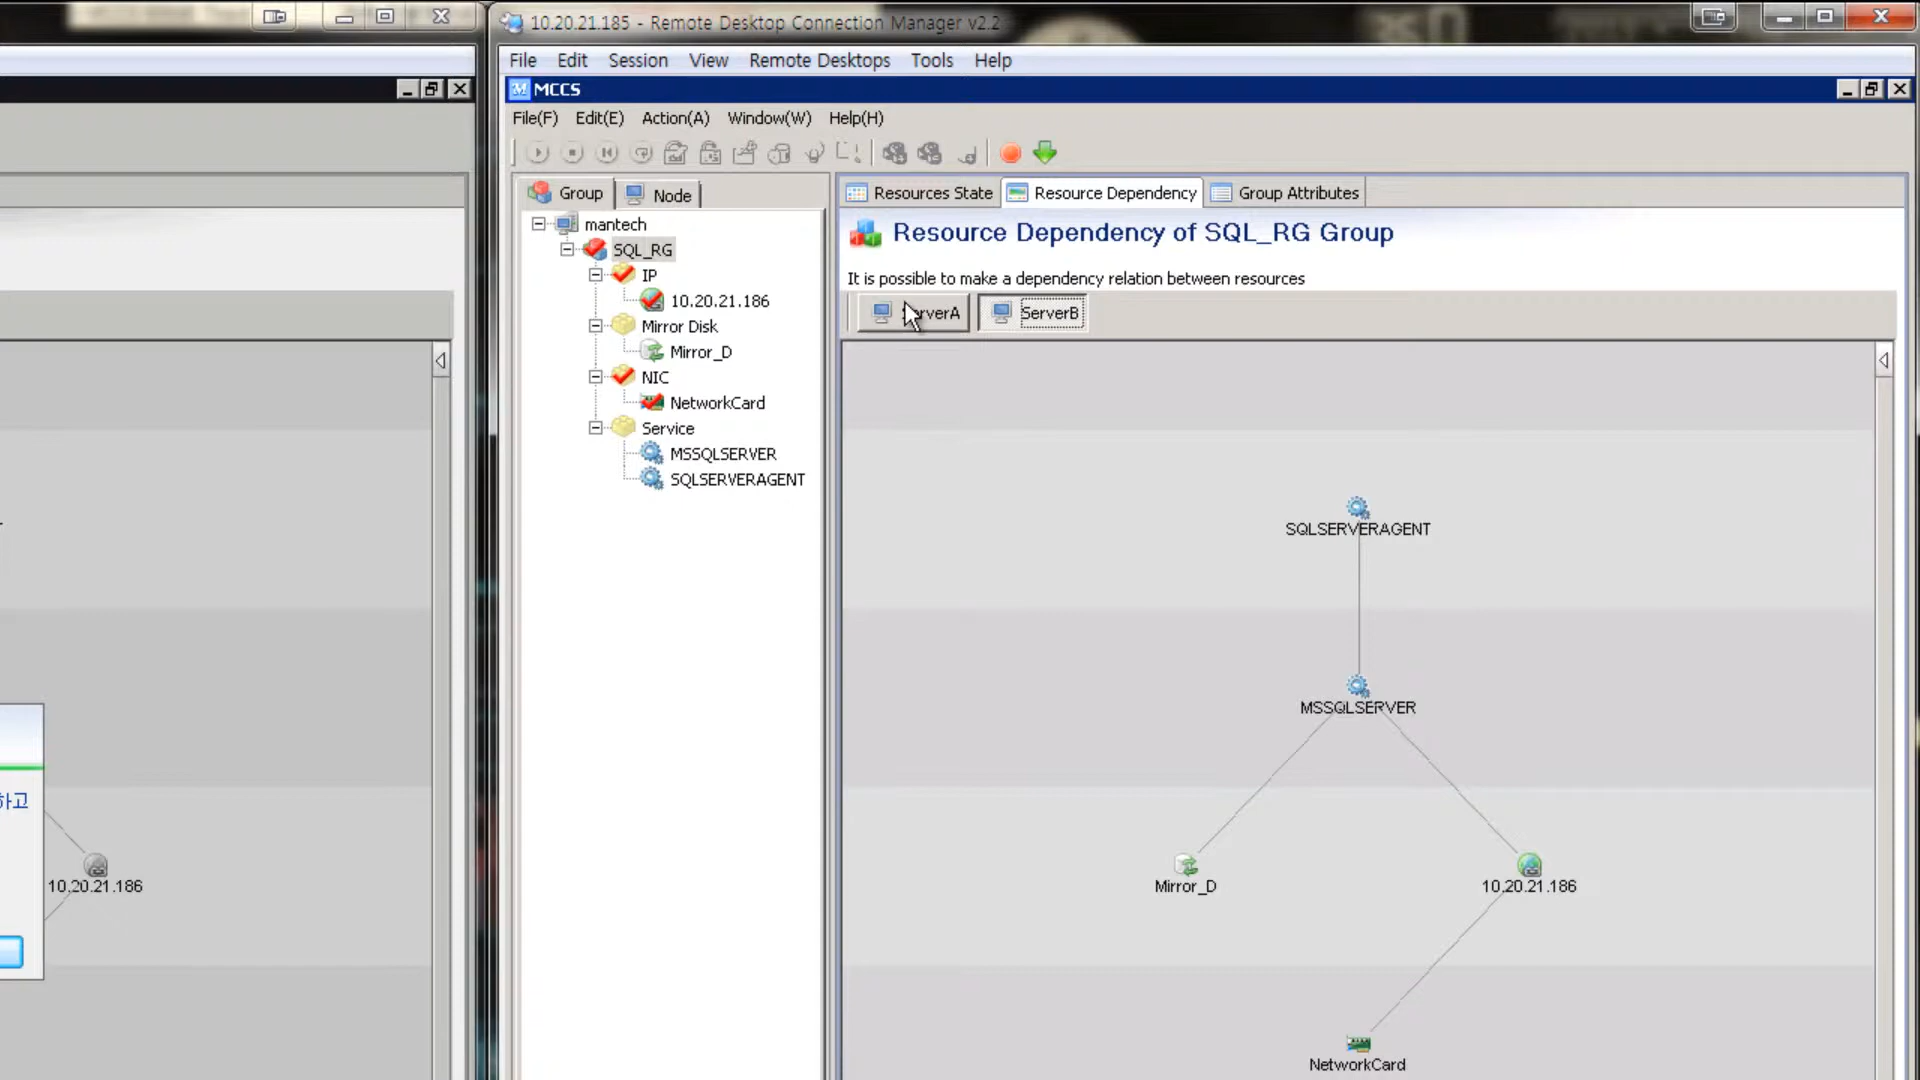 10.20.21.185 - Remote Desktop Connection Manager v2.2
File Edit Session View Remote Desktops Tools Help
MCCS
File(F) Edit(E) Action(A) Window(W) Help(H)
Group Node
mantech
SQL_RG
IP
10.20.21.186
Mirror Disk
Mirror_D
NIC
NetworkCard
Service
MSSQLSERVER
SQLSERVERAGENT
Resources State Resource Dependency Group Attributes
Resource Dependency of SQL_RG Group
It is possible to make a dependency relation between resources
erverA ServerB
SQLSERVERAGENT
MSSQLSERVER
Mirror_D
10.20.21.186
NetworkCard
하고
10.20.21.186